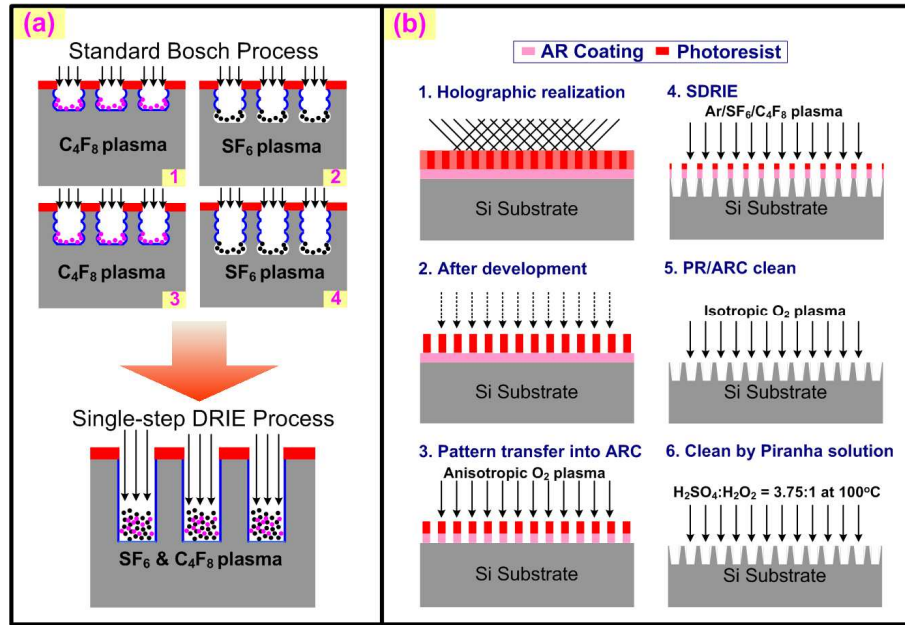 (a)
Standard Bosch Process
C₄F₈ plasma
1
SF₆ plasma
2
C₄F₈ plasma
3
SF₆ plasma
4
Single-step DRIE Process
SF₆ & C₄F₈ plasma
(b)
AR Coating
Photoresist
1. Holographic realization
Si Substrate
2. After development
Si Substrate
3. Pattern transfer into ARC
Anisotropic O₂ plasma
Si Substrate
4. SDRIE
Ar/SF₆/C₄F₈ plasma
Si Substrate
5. PR/ARC clean
Isotropic O₂ plasma
Si Substrate
6. Clean by Piranha solution
H₂SO₄:H₂O₂ = 3.75:1 at 100°C
Si Substrate